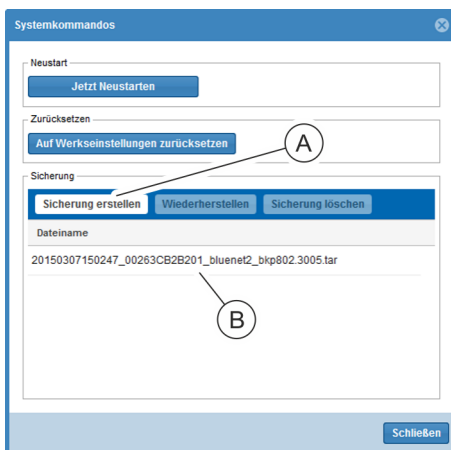 Systemkommandos
Neustart
Jetzt Neustarten
Zurücksetzen
Auf Werkseinstellungen zurücksetzen
A
Sicherung
Sicherung erstellen Wiederherstellen Sicherung löschen
Dateiname
20150307150247_00263CB2B201_bluenet2_bkp802.3005.tar
B
Schließen